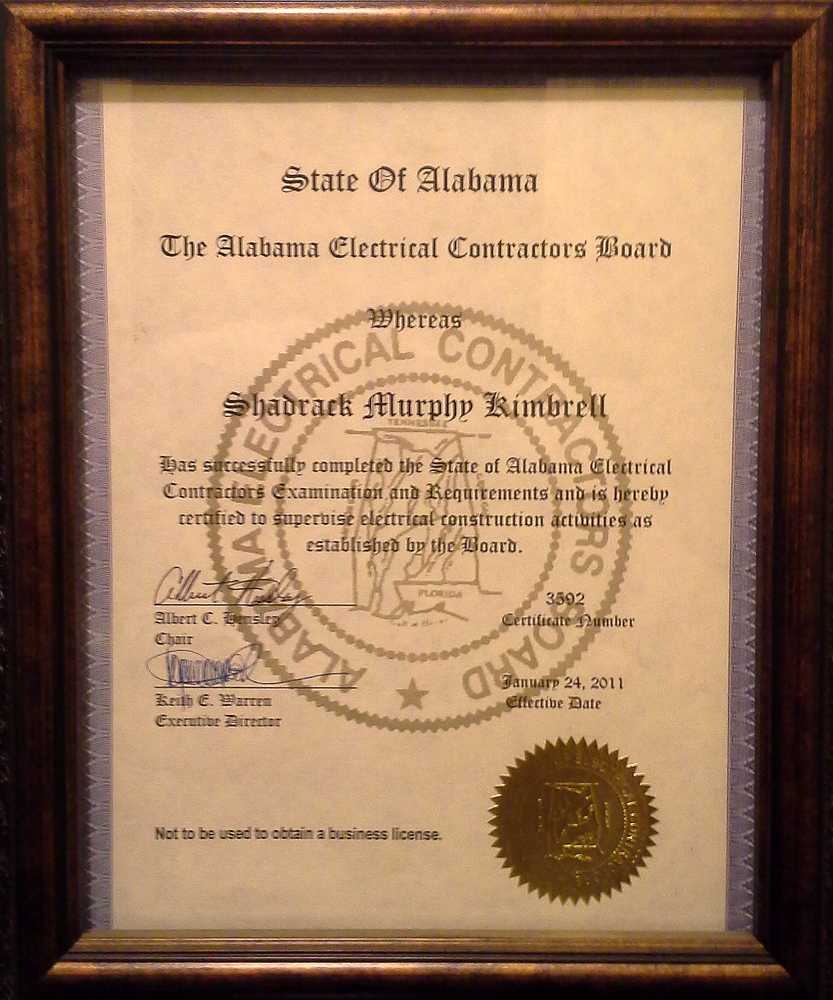 State Of Alabama
The Alabama Electrical Contractors Board
Whereas
ALABAMA ELECTRICAL CONTRACTORS BOARD
Shadrack Murphy Kimbrell
TENNESSEE
Has successfully completed the State of Alabama Electrical
Contractors Examination and Requirements and is hereby
certified to supervise electrical construction activities as
established by the Board.
FLORIDA
3592
Albert C. Hensley
Certificate Number
Chair
January 24, 2011
Keith E. Warren
Effective Date
Executive Director
Not to be used to obtain a business license.